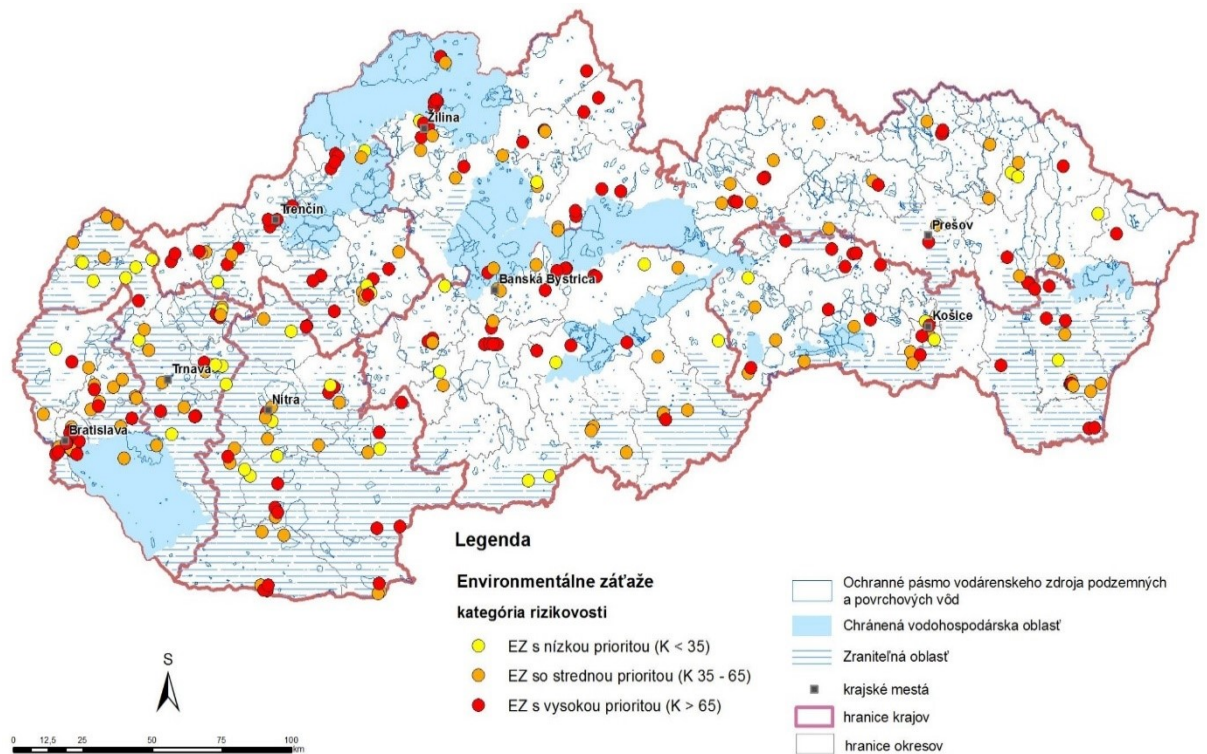 Žilina
Trenčín
Prešov
Banská Bystrica
Košice
Trnava
Nitra
Bratislava
Legenda
Environmentálne záťaže
kategória rizikovosti
EZ s nízkou prioritou (K < 35)
EZ so strednou prioritou (K 35 - 65)
EZ s vysokou prioritou (K > 65)
Ochranné pásmo vodárenskeho zdroja podzemných
a povrchových vôd
Chránená vodohospodárska oblasť
Zraniteľná oblasť
krajské mestá
hranice krajov
hranice okresov
S
0 12,5 25 50 75 100
km